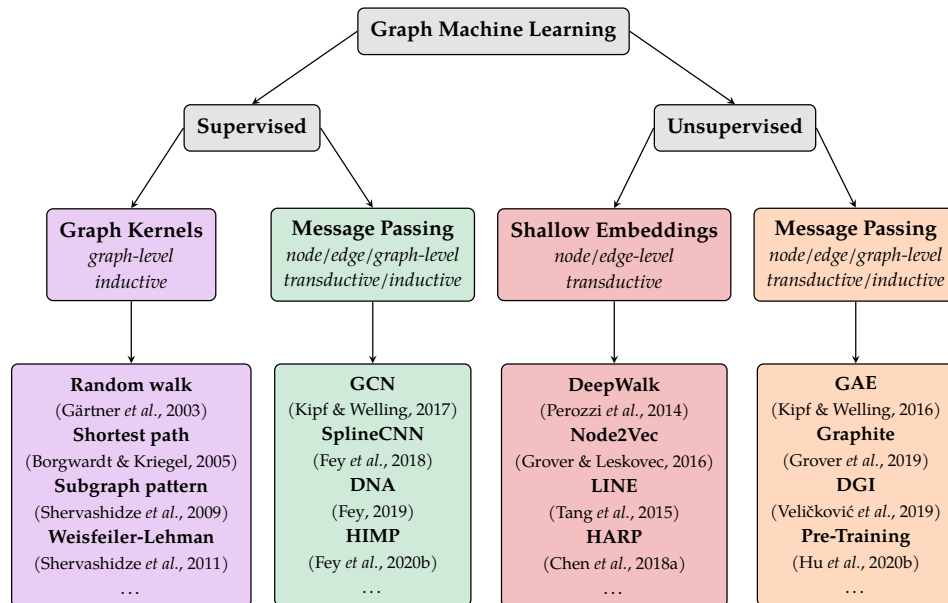 Graph Machine Learning
Supervised
Unsupervised
Graph Kernels
graph-level
inductive
Message Passing
node/edge/graph-level
transductive/inductive
Shallow Embeddings
node/edge-level
transductive
Message Passing
node/edge/graph-level
transductive/inductive
Random walk
(Gärtner et al., 2003)
Shortest path
(Borgwardt & Kriegel, 2005)
Subgraph pattern
(Shervashidze et al., 2009)
Weisfeiler-Lehman
(Shervashidze et al., 2011)
...
GCN
(Kipf & Welling, 2017)
SplineCNN
(Fey et al., 2018)
DNA
(Fey, 2019)
HIMP
(Fey et al., 2020b)
...
DeepWalk
(Perozzi et al., 2014)
Node2Vec
(Grover & Leskovec, 2016)
LINE
(Tang et al., 2015)
HARP
(Chen et al., 2018a)
...
GAE
(Kipf & Welling, 2016)
Graphite
(Grover et al., 2019)
DGI
(Veličković et al., 2019)
Pre-Training
(Hu et al., 2020b)
...